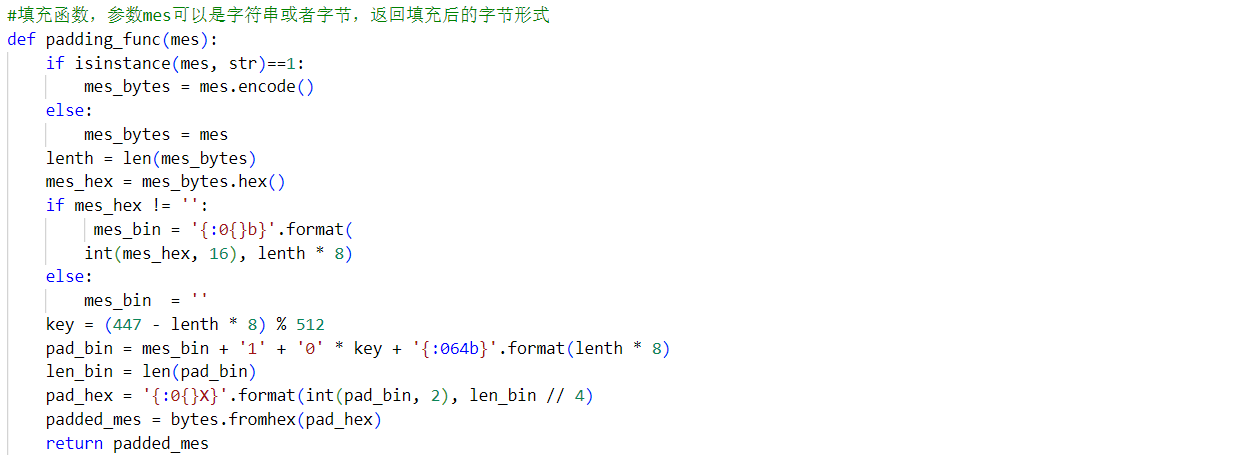 #填充函数，参数mes可以是字符串或者字节，返回填充后的字节形式
def padding_func(mes):
    if isinstance(mes, str)==1:
        mes_bytes = mes.encode()
    else:
        mes_bytes = mes
    lenth = len(mes_bytes)
    mes_hex = mes_bytes.hex()
    if mes_hex != '':
         mes_bin = '{:0{}b}'.format(
        int(mes_hex, 16), lenth * 8)
    else:
        mes_bin  = ''
    key = (447 - lenth * 8) % 512
    pad_bin = mes_bin + '1' + '0' * key + '{:064b}'.format(lenth * 8)
    len_bin = len(pad_bin)
    pad_hex = '{:0{}X}'.format(int(pad_bin, 2), len_bin // 4)
    padded_mes = bytes.fromhex(pad_hex)
    return padded_mes